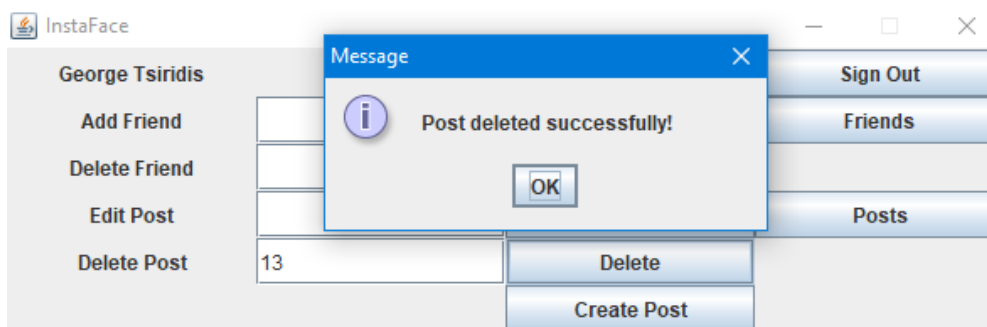 InstaFace
Message
George Tsiridis
Sign Out
Post deleted successfully!
Add Friend
Friends
Delete Friend
OK
Edit Post
Posts
Delete Post
13
Delete
Create Post